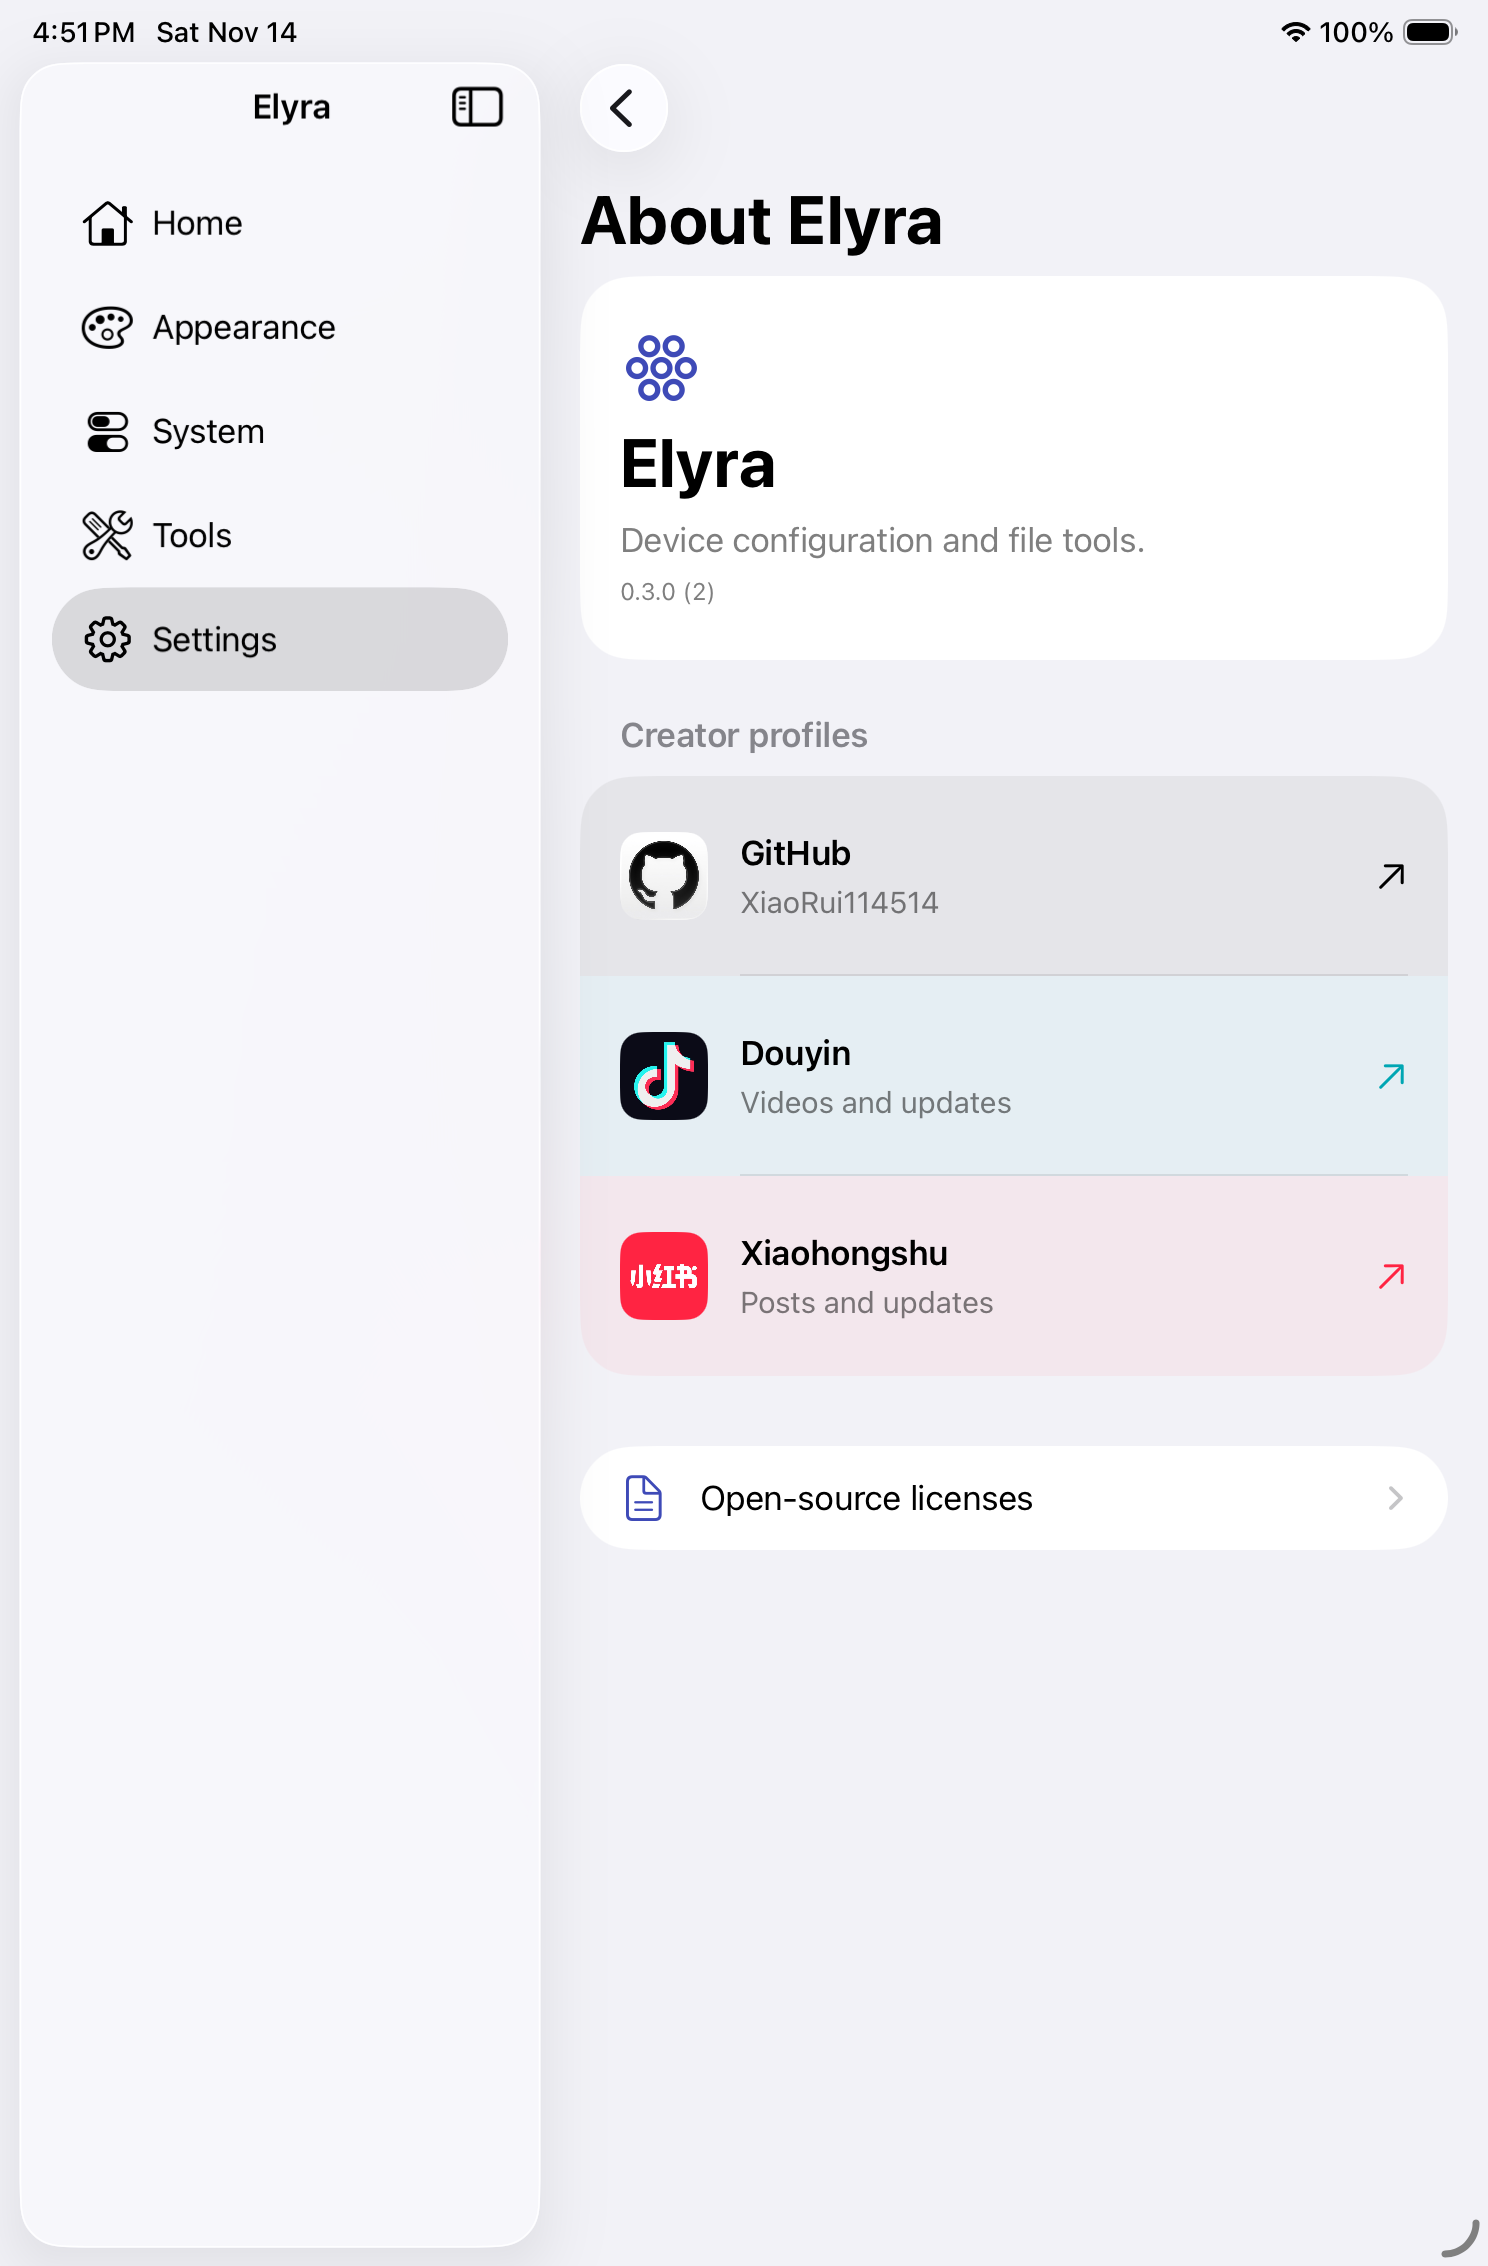 4:51 PM Sat Nov 14
100%
Elyra
Home
Appearance
System
Tools
Settings
About Elyra
Elyra
Device configuration and file tools.
0.3.0 (2)
Creator profiles
GitHub
XiaoRui114514
Douyin
Videos and updates
小红书
Xiaohongshu
Posts and updates
Open-source licenses